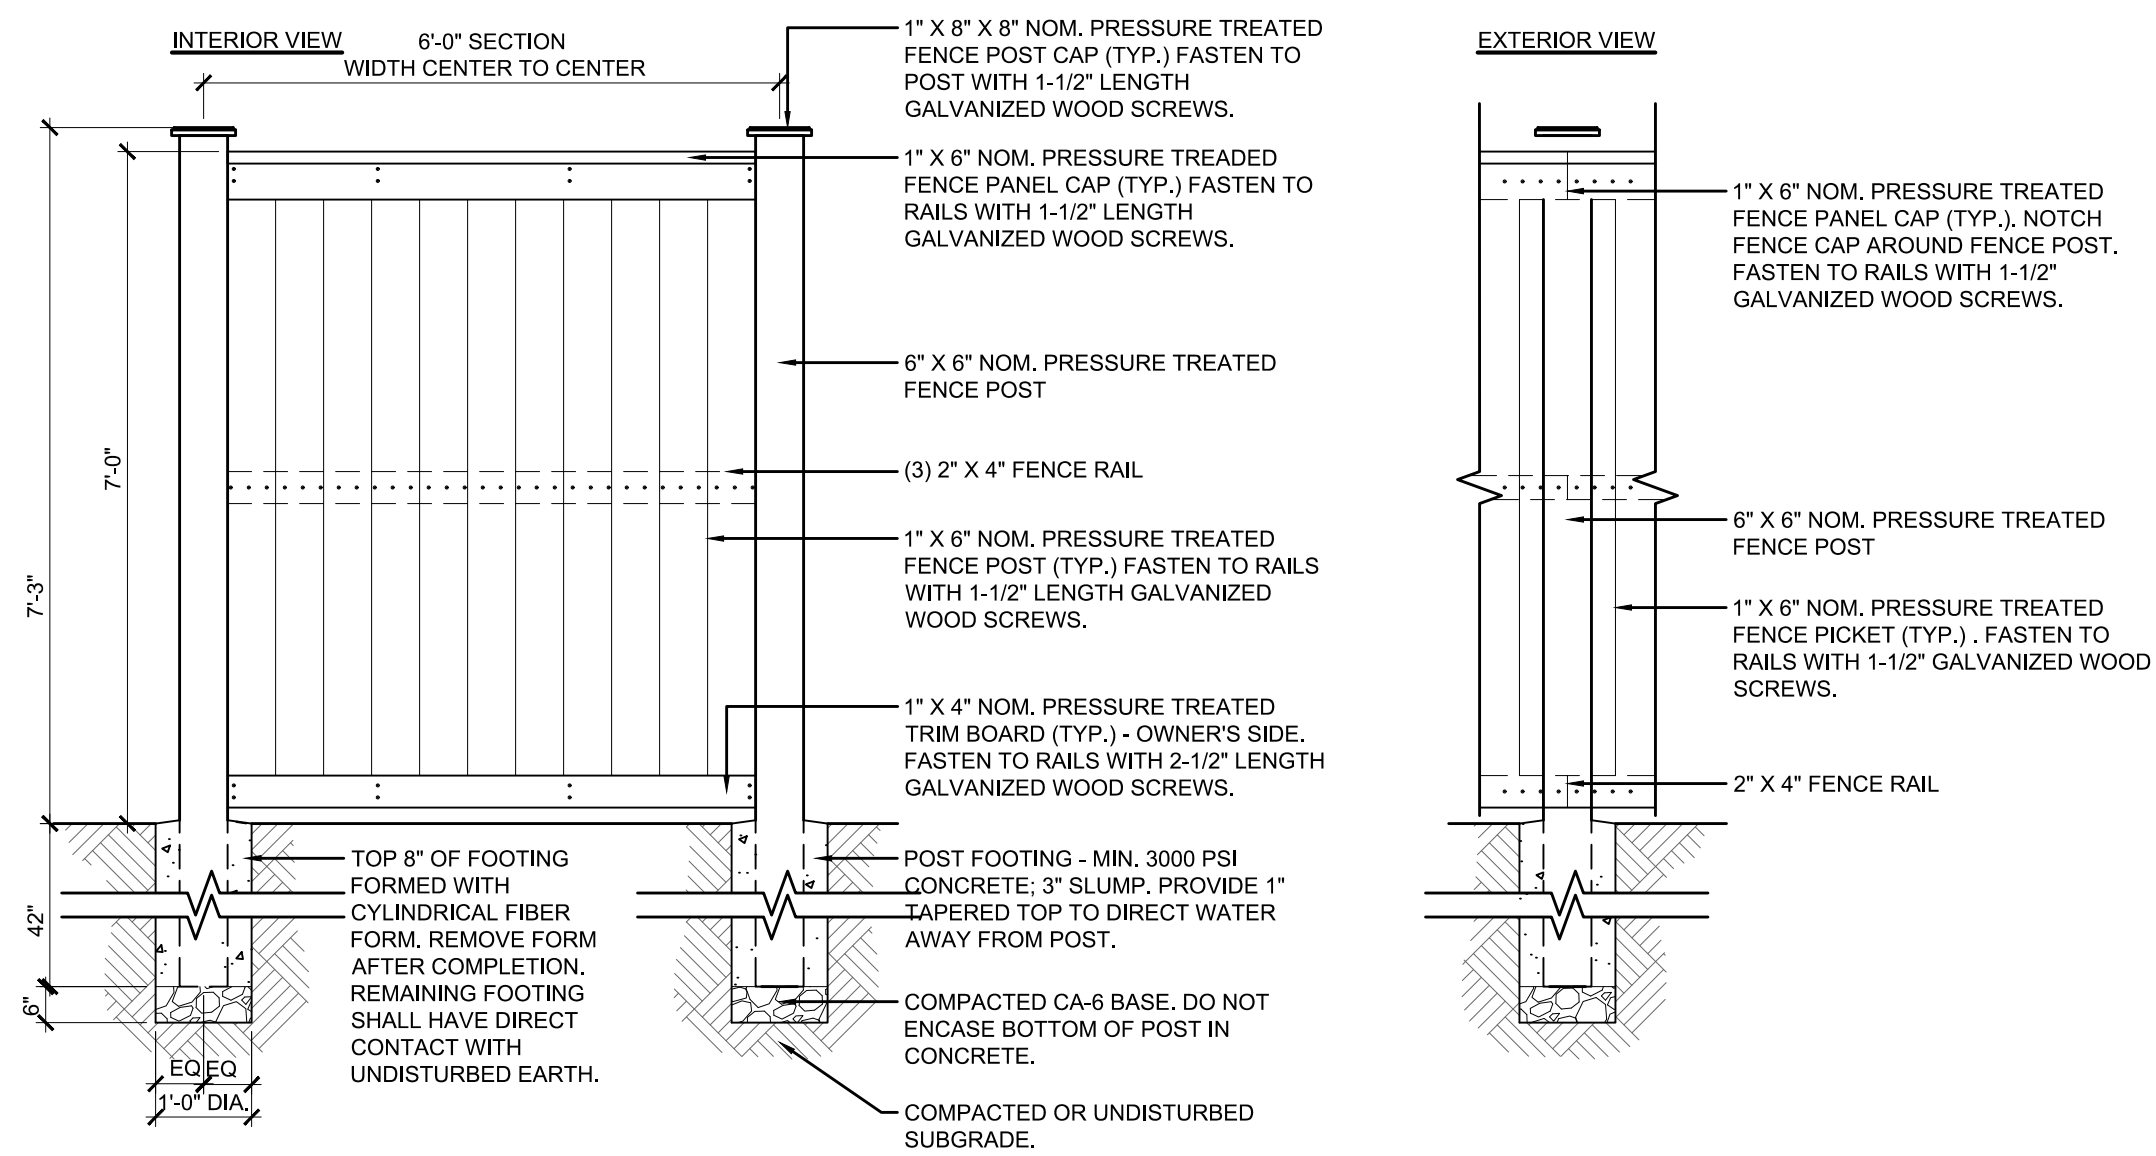 INTERIOR VIEW
6'-0" SECTION
WIDTH CENTER TO CENTER
1" X 8" X 8" NOM. PRESSURE TREATED
FENCE POST CAP (TYP.) FASTEN TO
POST WITH 1-1/2" LENGTH
GALVANIZED WOOD SCREWS.
1" X 6" NOM. PRESSURE TREADED
FENCE PANEL CAP (TYP.) FASTEN TO
RAILS WITH 1-1/2" LENGTH
GALVANIZED WOOD SCREWS.
6" X 6" NOM. PRESSURE TREATED
FENCE POST
(3) 2" X 4" FENCE RAIL
1" X 6" NOM. PRESSURE TREATED
FENCE POST (TYP.) FASTEN TO RAILS
WITH 1-1/2" LENGTH GALVANIZED
WOOD SCREWS.
1" X 4" NOM. PRESSURE TREATED
TRIM BOARD (TYP.) - OWNER'S SIDE.
FASTEN TO RAILS WITH 2-1/2" LENGTH
GALVANIZED WOOD SCREWS.
POST FOOTING - MIN. 3000 PSI
CONCRETE; 3" SLUMP. PROVIDE 1"
TAPERED TOP TO DIRECT WATER
AWAY FROM POST.
COMPACTED CA-6 BASE. DO NOT
ENCASE BOTTOM OF POST IN
CONCRETE.
COMPACTED OR UNDISTURBED
SUBGRADE.
7'-0"
7'-3"
42"
6"
TOP 8" OF FOOTING
FORMED WITH
CYLINDRICAL FIBER
FORM. REMOVE FORM
AFTER COMPLETION.
REMAINING FOOTING
SHALL HAVE DIRECT
CONTACT WITH
UNDISTURBED EARTH.
EQ EQ
1'-0" DIA.
EXTERIOR VIEW
1" X 6" NOM. PRESSURE TREATED
FENCE PANEL CAP (TYP.). NOTCH
FENCE CAP AROUND FENCE POST.
FASTEN TO RAILS WITH 1-1/2"
GALVANIZED WOOD SCREWS.
6" X 6" NOM. PRESSURE TREATED
FENCE POST
1" X 6" NOM. PRESSURE TREATED
FENCE PICKET (TYP.) . FASTEN TO
RAILS WITH 1-1/2" GALVANIZED WOOD
SCREWS.
2" X 4" FENCE RAIL